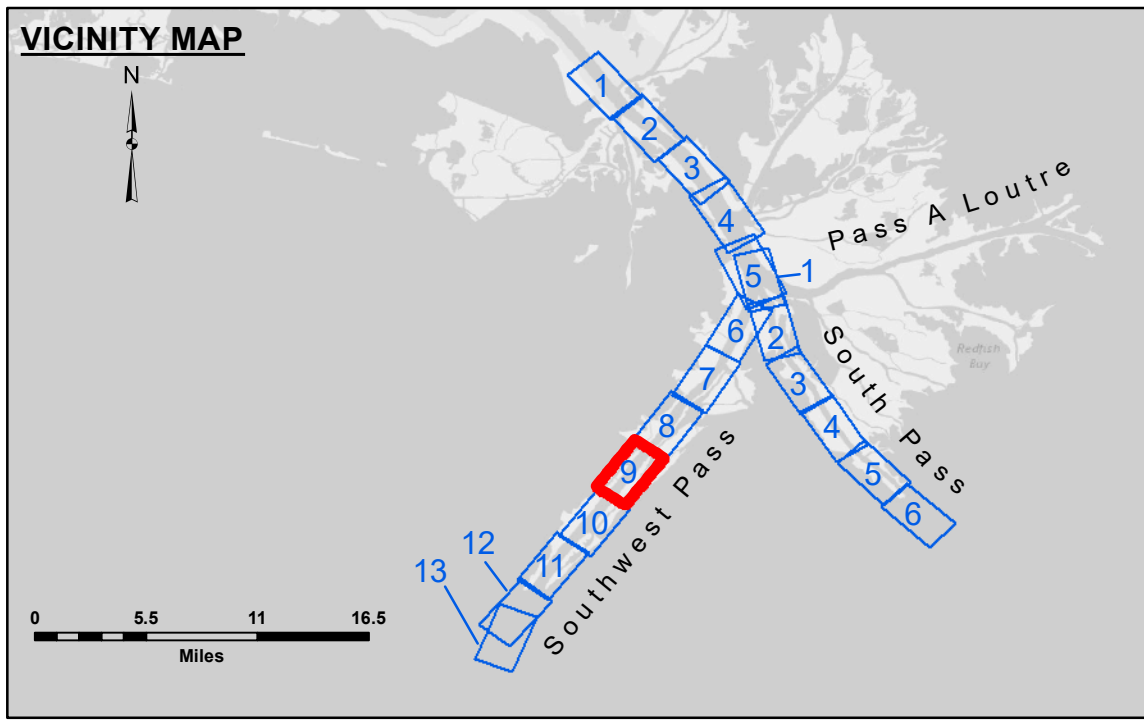 VICINITY MAP
N
1
2
3
4
5
1
Pass A Loutre
6
2
South Pass
Redfish
Bay
7
3
8
4
9
5
10
6
Southwest Pass
11
12
13
0 5.5 11 16.5
Miles